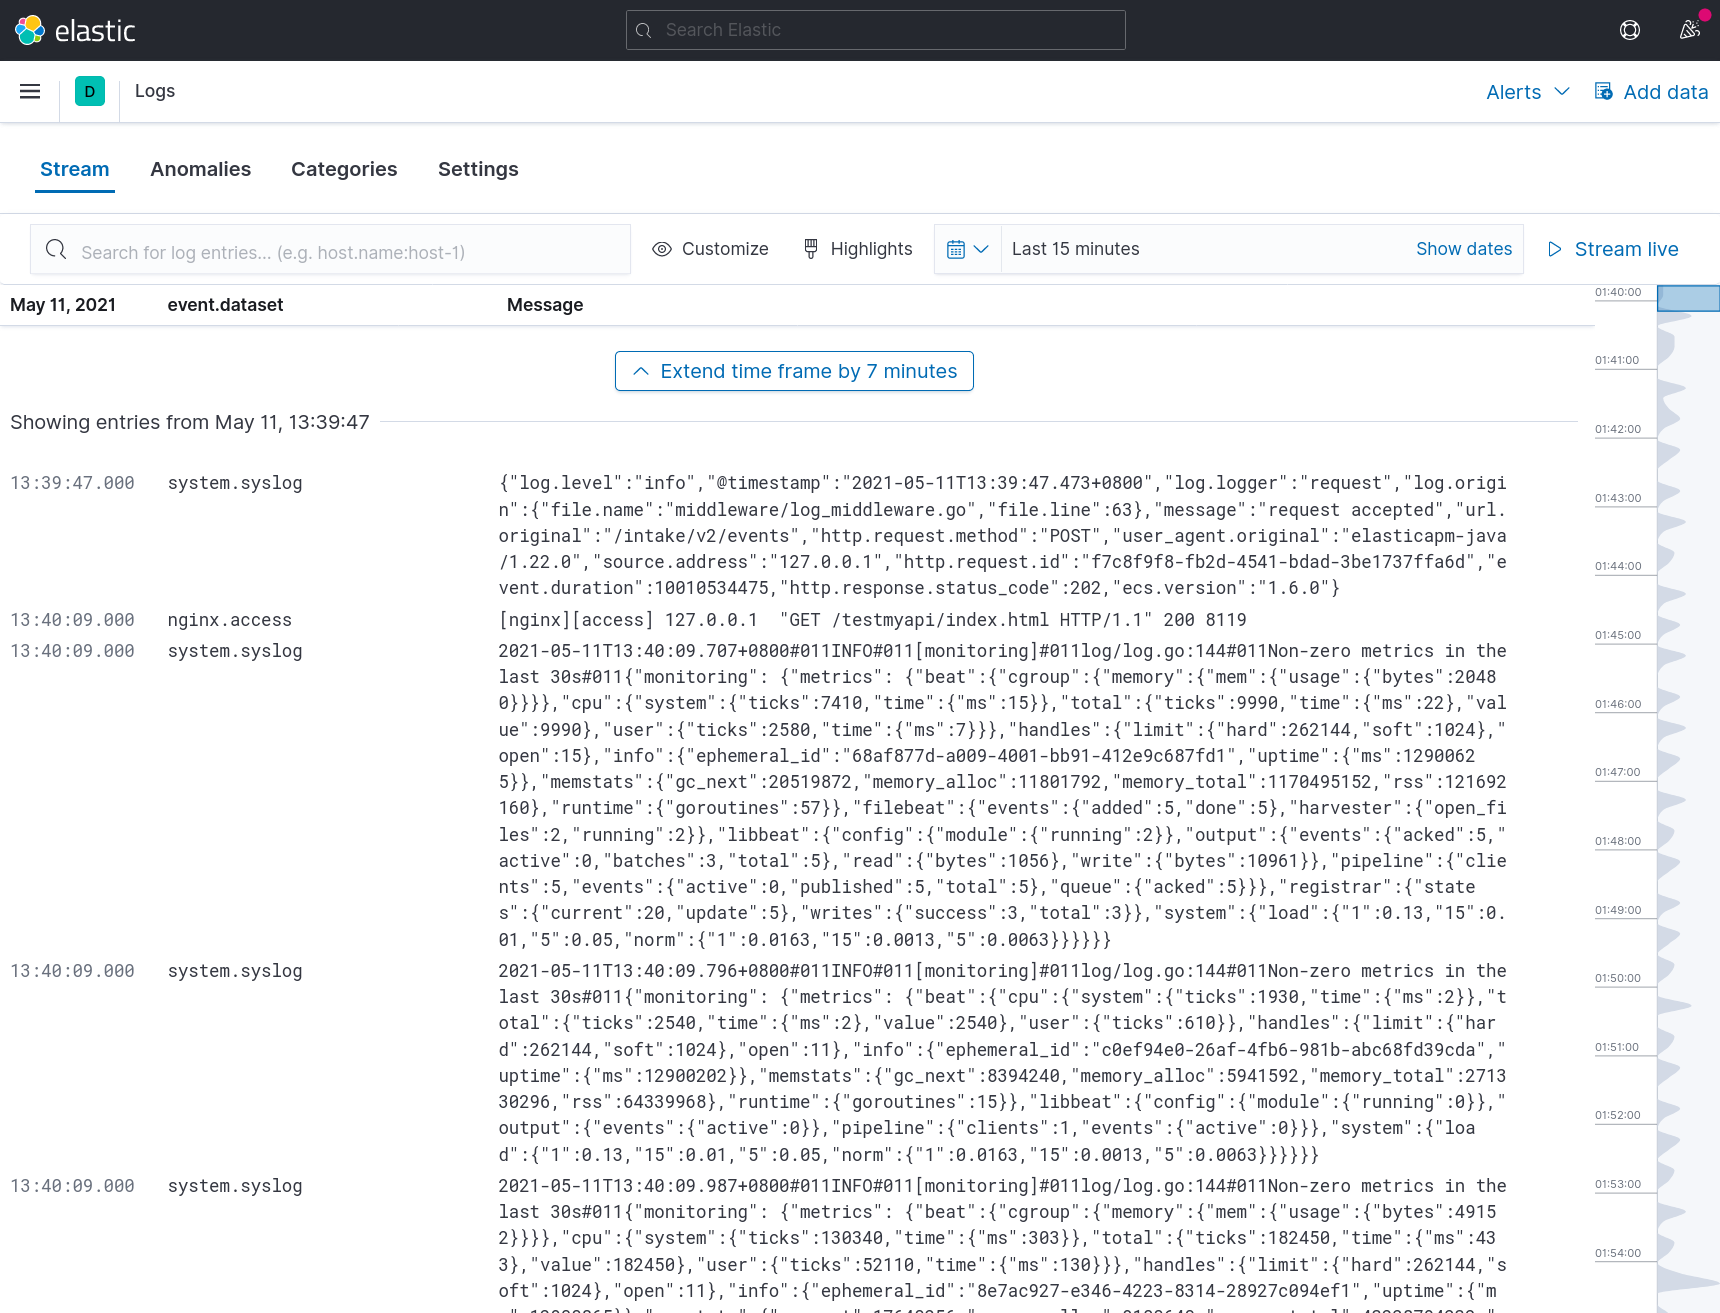 elastic
Search Elastic
D
Logs
Alerts
Add data
Stream
Anomalies
Categories
Settings
Search for log entries... (e.g. host.name:host-1)
Customize
Highlights
Last 15 minutes
Show dates
Stream live
May 11, 2021
event.dataset
Message
Extend time frame by 7 minutes
Showing entries from May 11, 13:39:47
13:39:47.000
system.syslog
{"log.level":"info","@timestamp":"2021-05-11T13:39:47.473+0800","log.logger":"request","log.origi
n":{"file.name":"middleware/log_middleware.go","file.line":63},"message":"request accepted","url.
original":"/intake/v2/events","http.request.method":"POST","user_agent.original":"elasticapm-java
/1.22.0","source.address":"127.0.0.1","http.request.id":"f7c8f9f8-fb2d-4541-bdad-3be1737ffa6d","e
vent.duration":10010534475,"http.response.status_code":202,"ecs.version":"1.6.0"}
13:40:09.000
nginx.access
[nginx][access] 127.0.0.1  "GET /testmyapi/index.html HTTP/1.1" 200 8119
13:40:09.000
system.syslog
2021-05-11T13:40:09.707+0800#011INFO#011[monitoring]#011log/log.go:144#011Non-zero metrics in the
last 30s#011{"monitoring": {"metrics": {"beat":{"cgroup":{"memory":{"mem":{"usage":{"bytes":2048
0}}}},"cpu":{"system":{"ticks":7410,"time":{"ms":15}},"total":{"ticks":9990,"time":{"ms":22},"val
ue":9990},"user":{"ticks":2580,"time":{"ms":7}}},"handles":{"limit":{"hard":262144,"soft":1024},"
open":15},"info":{"ephemeral_id":"68af877d-a009-4001-bb91-412e9c687fd1","uptime":{"ms":1290062
5}},"memstats":{"gc_next":20519872,"memory_alloc":11801792,"memory_total":1170495152,"rss":121692
160},"runtime":{"goroutines":57}},"filebeat":{"events":{"added":5,"done":5},"harvester":{"open_fi
les":2,"running":2}},"libbeat":{"config":{"module":{"running":2}},"output":{"events":{"acked":5,"
active":0,"batches":3,"total":5},"read":{"bytes":1056},"write":{"bytes":10961}},"pipeline":{"clie
nts":5,"events":{"active":0,"published":5,"total":5},"queue":{"acked":5}}},"registrar":{"state
s":{"current":20,"update":5},"writes":{"success":3,"total":3}},"system":{"load":{"1":0.13,"15":0.
01,"5":0.05,"norm":{"1":0.0163,"15":0.0013,"5":0.0063}}}}}}
13:40:09.000
system.syslog
2021-05-11T13:40:09.796+0800#011INFO#011[monitoring]#011log/log.go:144#011Non-zero metrics in the
last 30s#011{"monitoring": {"metrics": {"beat":{"cpu":{"system":{"ticks":1930,"time":{"ms":2}},"t
otal":{"ticks":2540,"time":{"ms":2},"value":2540},"user":{"ticks":610}},"handles":{"limit":{"har
d":262144,"soft":1024},"open":11},"info":{"ephemeral_id":"c0ef94e0-26af-4fb6-981b-abc68fd39cda","
uptime":{"ms":12900202}},"memstats":{"gc_next":8394240,"memory_alloc":5941592,"memory_total":2713
30296,"rss":64339968},"runtime":{"goroutines":15}},"libbeat":{"config":{"module":{"running":0}},"
output":{"events":{"active":0}},"pipeline":{"clients":1,"events":{"active":0}}},"system":{"loa
d":{"1":0.13,"15":0.01,"5":0.05,"norm":{"1":0.0163,"15":0.0013,"5":0.0063}}}}}}
13:40:09.000
system.syslog
2021-05-11T13:40:09.987+0800#011INFO#011[monitoring]#011log/log.go:144#011Non-zero metrics in the
last 30s#011{"monitoring": {"metrics": {"beat":{"cgroup":{"memory":{"mem":{"usage":{"bytes":4915
2}}}},"cpu":{"system":{"ticks":130340,"time":{"ms":303}},"total":{"ticks":182450,"time":{"ms":43
3},"value":182450},"user":{"ticks":52110,"time":{"ms":130}}},"handles":{"limit":{"hard":262144,"s
oft":1024},"open":11},"info":{"ephemeral_id":"8e7ac927-e346-4223-8314-28927c094ef1","uptime":{"m
01:40:00
01:41:00
01:42:00
01:43:00
01:44:00
01:45:00
01:46:00
01:47:00
01:48:00
01:49:00
01:50:00
01:51:00
01:52:00
01:53:00
01:54:00